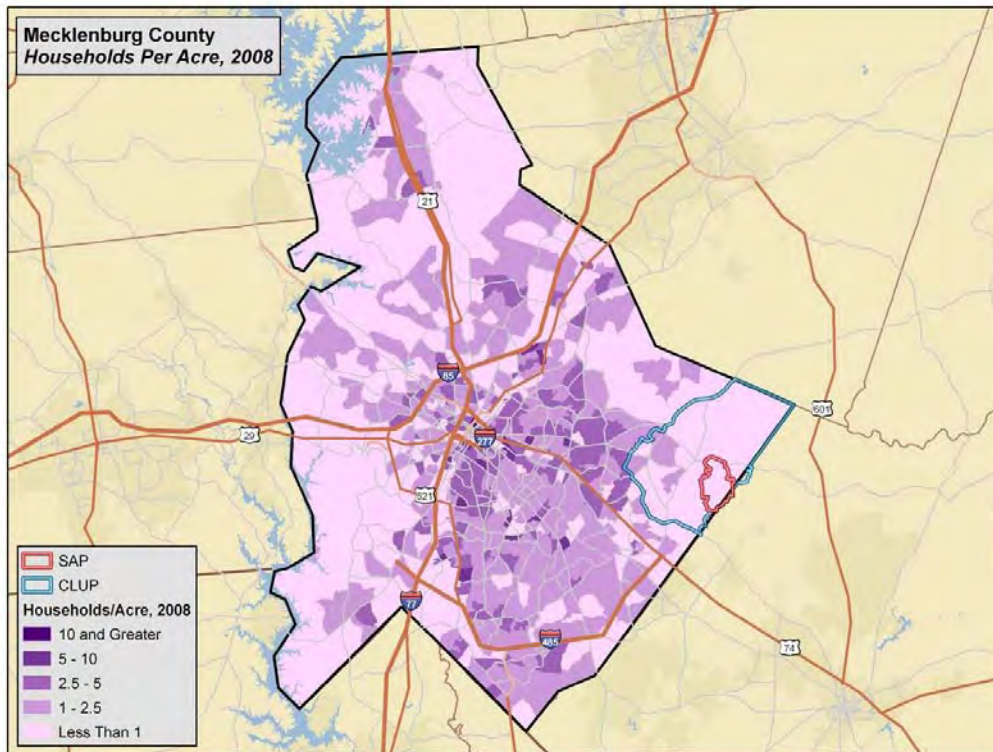 Mecklenburg County
Households Per Acre, 2008
21
85
601
29
277
521
77
485
74
SAP
CLUP
Households/Acre, 2008
10 and Greater
5 - 10
2.5 - 5
1 - 2.5
Less Than 1